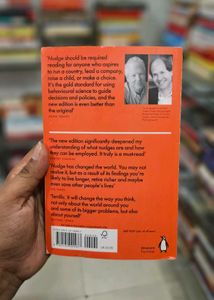 'Nudge should be required
reading for anyone who aspires
to run a country, lead a company,
raise a child, or make a choice.
It's the gold standard for using
behavioural science to guide
decisions and policies, and the
new edition is even better
than the original'
'The new edition significantly deepened my
understanding of what nudges are and how
they can be employed. It truly is a must-read'
'Nudge has changed the world. You may not
realise it, but as a result of its findings you're
likely to live longer, retire richer and maybe
even save other people's lives'
'Terrific. It will change the way you think,
not only about the world around you
and some of its bigger problems, but also
about yourself'
FSC
PENGUIN